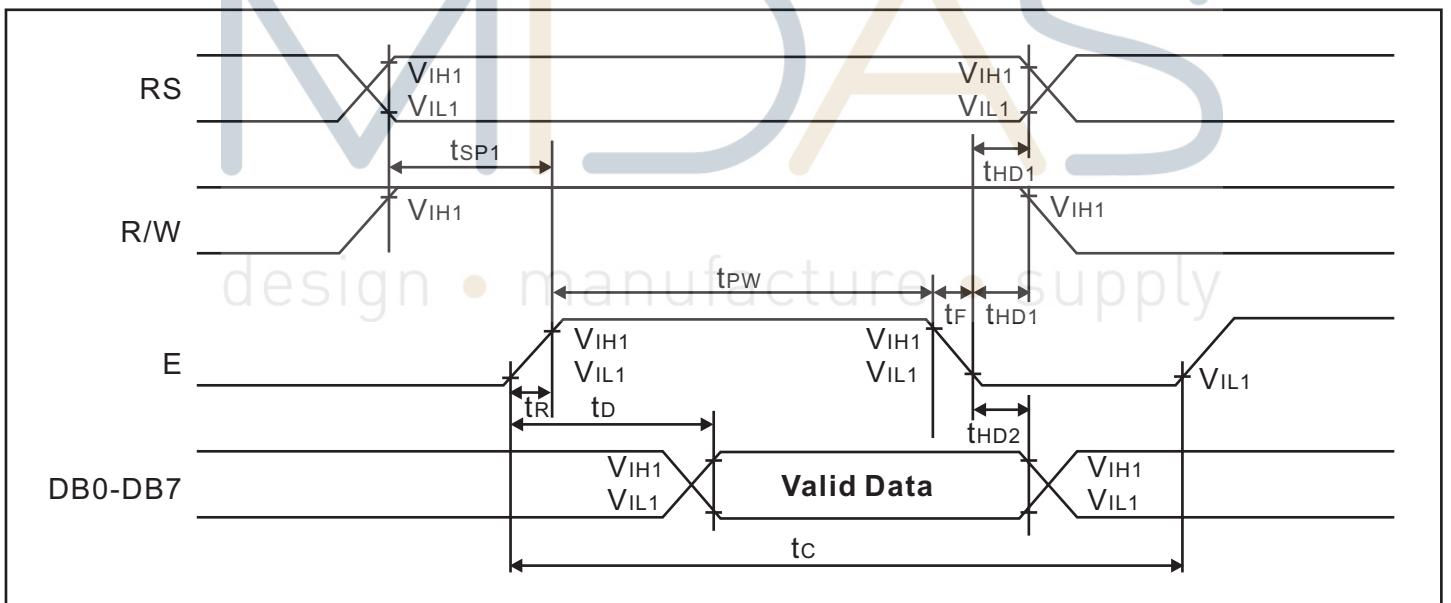 MIDAS
RS
VIH1
VIL1
VIH1
VIL1
tSP1
tHD1
R/W
VIH1
VIH1
design • manufacture • supply
tPW
tF
tHD1
E
VIH1
VIL1
VIH1
VIL1
VIL1
tR
tD
tHD2
DB0-DB7
VIH1
VIL1
Valid Data
VIH1
VIL1
tC